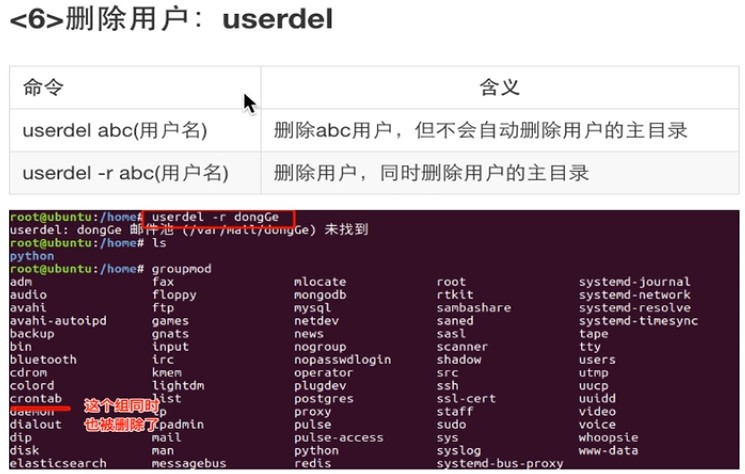 <6>删除用户：userdel
命令 含义
userdel abc(用户名) 删除abc用户，但不会自动删除用户的主目录
userdel -r abc(用户名) 删除用户，同时删除用户的主目录
root@ubuntu:/home# userdel -r dongGe
userdel: dongGe 邮件池 (/var/mail/dongGe) 未找到
root@ubuntu:/home# ls
python
root@ubuntu:/home# groupmod
adm fax mlocate root systemd-journal
audio floppy mongodb rtkit systemd-network
avahi ftp mysql sambashare systemd-resolve
avahi-autoipd games netdev saned systemd-timesync
backup gnats news sasl tape
bin input nogroup scanner tty
bluetooth irc nopasswdlogin shadow users
cdrom kmem operator src utmp
colord lightdm plugdev ssh uucp
crontab list postgres ssl-cert uuidd
这个组同时
daemon lp proxy staff video
也被删除了
dialout lpadmin pulse sudo voice
dip mail pulse-access sys whoopsie
disk man python syslog www-data
elasticsearch messagebus redis systemd-bus-proxy